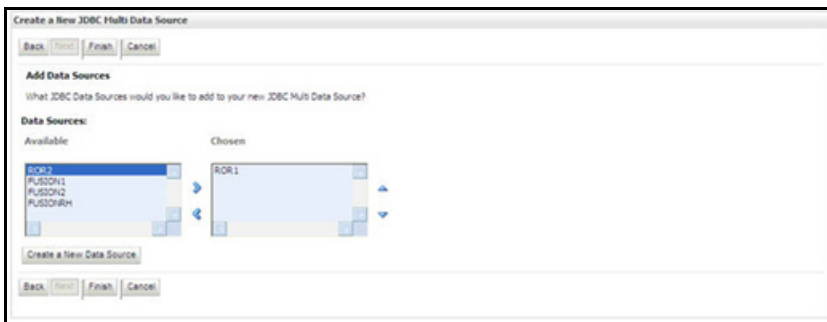 Create a New JDBC Multi Data Source
Back Next Finish Cancel
Add Data Sources
What JDBC Data Sources would you like to add to your new JDBC Multi Data Source?
Data Sources:
Available Chosen
ROR2 ROR1
FUSION1
FUSION2
FUSIONRH
Create a New Data Source
Back Next Finish Cancel